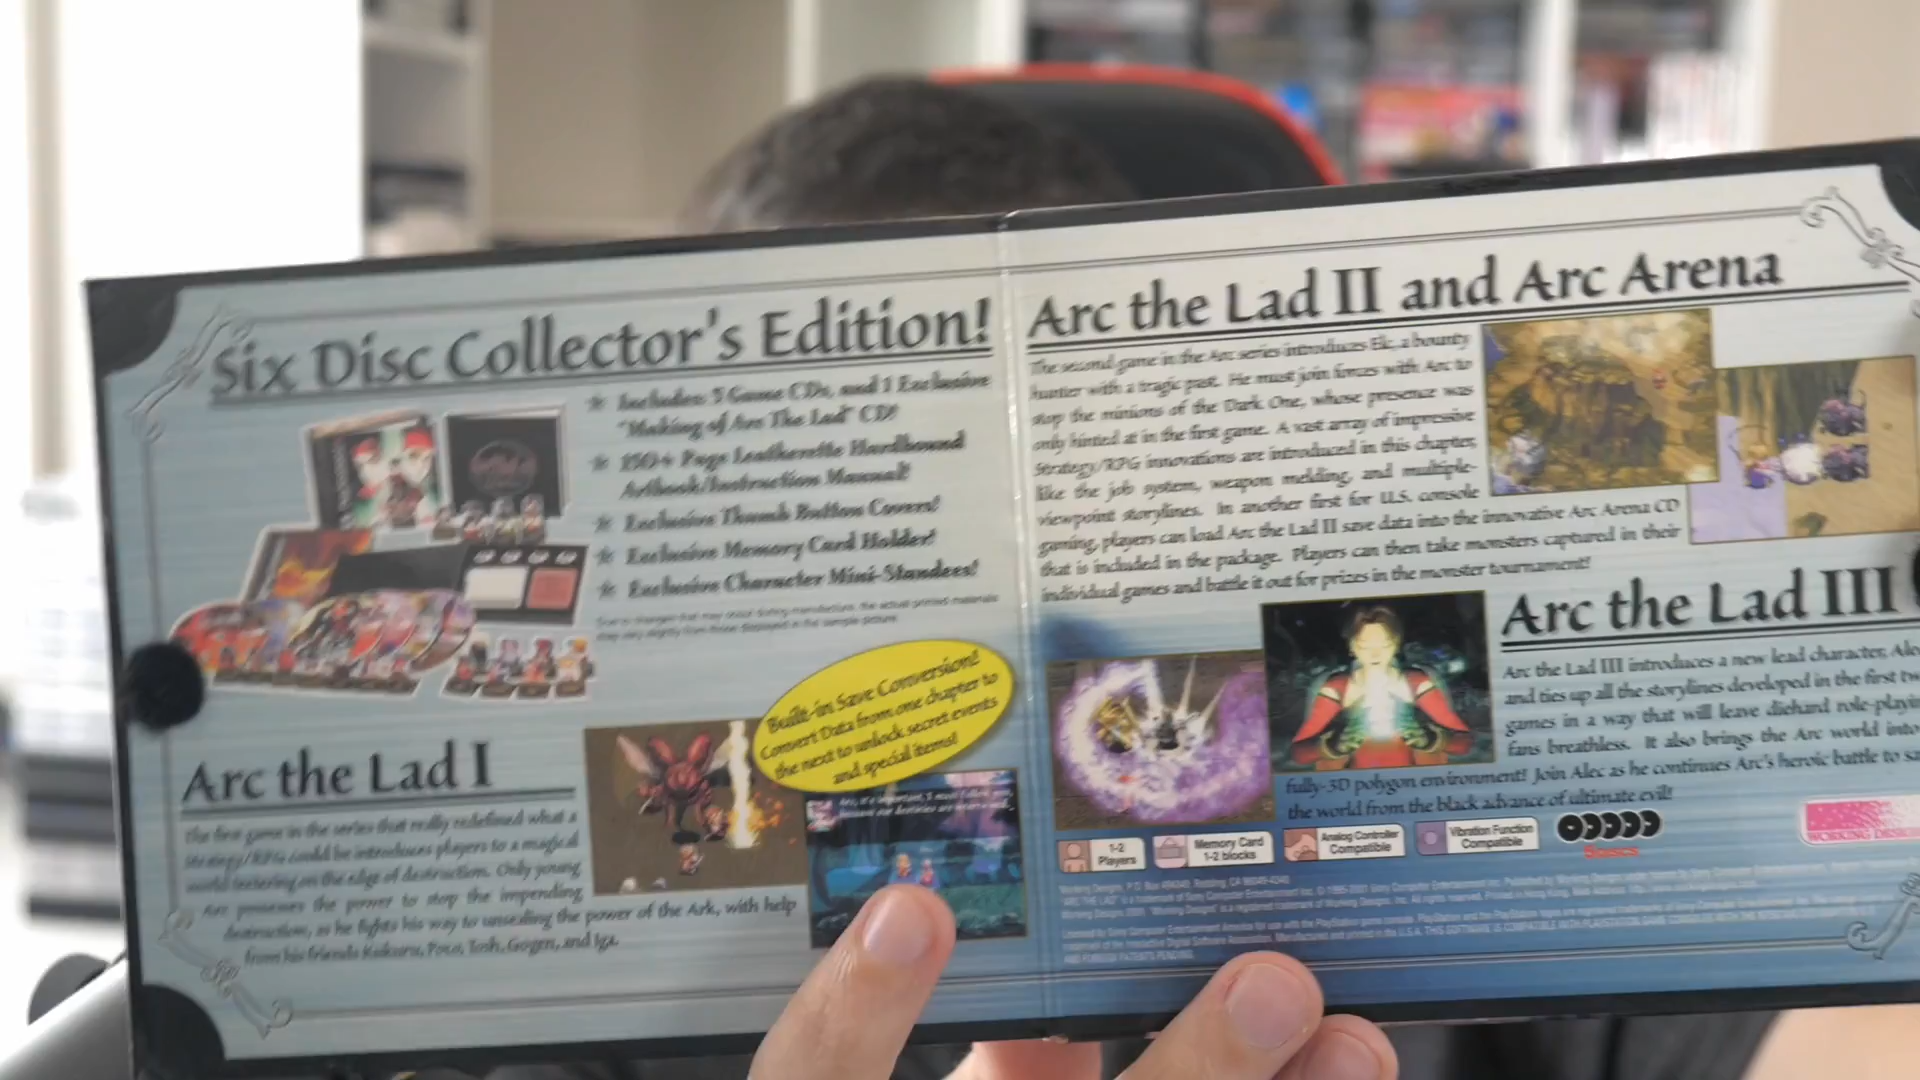 Six Disc Collector's Edition!
★ Includes 5 Game CDs, and 1 Exclusive
"Making of Arc The Lad" CD!
★ 150+ Page Leatherette Hardbound
Artbook/Instruction Manual!
★ Exclusive Thumb Button Covers!
★ Exclusive Memory Card Holder!
★ Exclusive Character Mini-Standees!
Built-in Save Conversion!
Convert Data from one chapter to
the next to unlock secret events
and special items!
Arc the Lad I
The first game in the series that really redefined what a
Strategy/RPG could be introduces players to a magical
world teetering on the edge of destruction. Only young
Arc possesses the power to stop the impending
destruction, as he fights his way to unsealing the power of the Ark, with help
from his friends Kukuru, Poco, Tosh, Gogen, and Iga.
Arc the Lad II and Arc Arena
The second game in the Arc series introduces Elc, a bounty
hunter with a tragic past. He must join forces with Arc to
stop the minions of the Dark One, whose presence was
only hinted at in the first game. A vast array of impressive
Strategy/RPG innovations are introduced in this chapter,
like the job system, weapon melding, and multiple-
viewpoint storylines. In another first for U.S. console
gaming, players can load Arc the Lad II save data into the innovative Arc Arena CD
that is included in the package. Players can then take monsters captured in their
individual games and battle it out for prizes in the monster tournament!
Arc the Lad III
Arc the Lad III introduces a new lead character, Alec
and ties up all the storylines developed in the first tw
games in a way that will leave diehard role-playin
fans breathless. It also brings the Arc world into
fully-3D polygon environment! Join Alec as he continues Arc's heroic battle to sa
the world from the black advance of ultimate evil!
1-2
Players
Memory Card
1-2 blocks
Analog Controller
Compatible
Vibration Function
Compatible
WORKING DESI